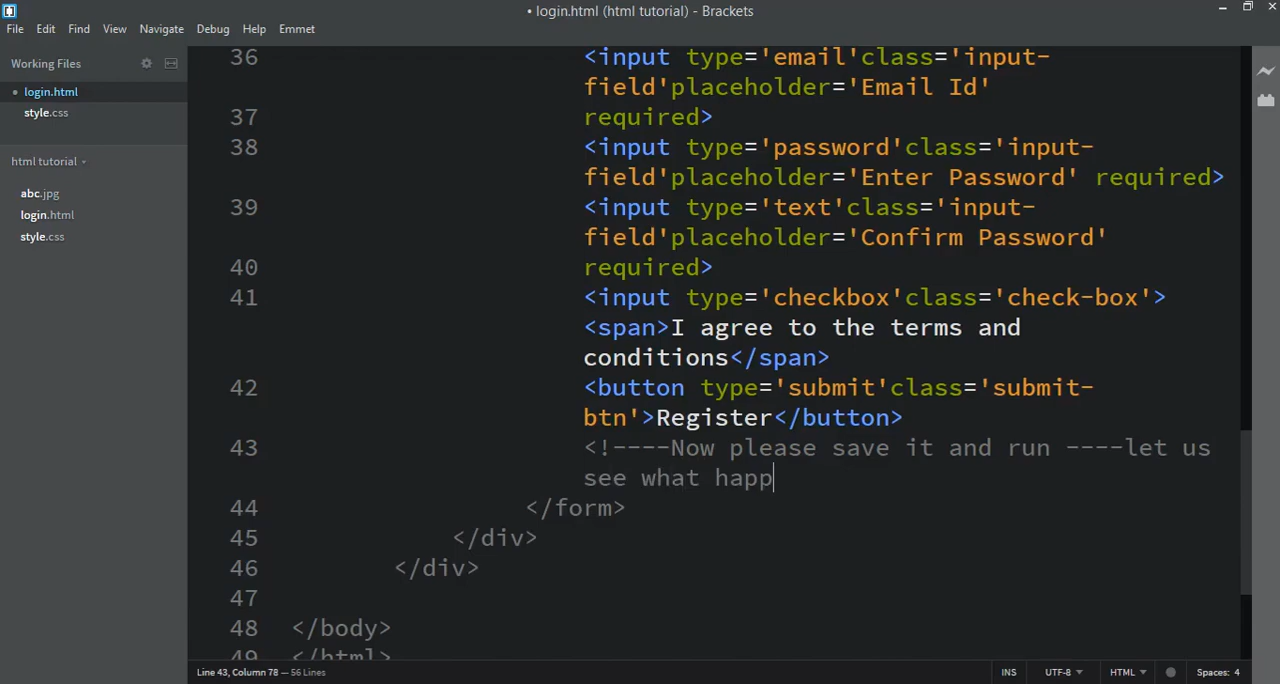 • login.html (html tutorial) - Brackets
File Edit Find View Navigate Debug Help Emmet
Working Files
• login.html
style.css
html tutorial
abc.jpg
login.html
style.css
36 <input type='email'class='input-
field'placeholder='Email Id'
37 required>
38 <input type='password'class='input-
field'placeholder='Enter Password' required>
39 <input type='text'class='input-
field'placeholder='Confirm Password'
40 required>
41 <input type='checkbox'class='check-box'>
<span>I agree to the terms and
conditions</span>
42 <button type='submit'class='submit-
btn'>Register</button>
43 <!----Now please save it and run ----let us
see what happ
44 </form>
45 </div>
46 </div>
47
48 </body>
49 </html>
Line 43, Column 78 — 56 Lines
INS UTF-8 HTML Spaces: 4